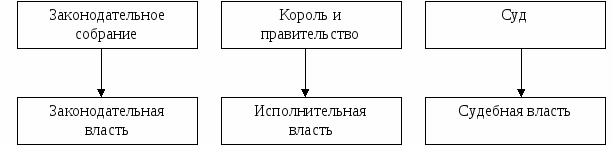 Законодательное
собрание
Король и
правительство
Суд
Законодательная
власть
Исполнительная
власть
Судебная власть